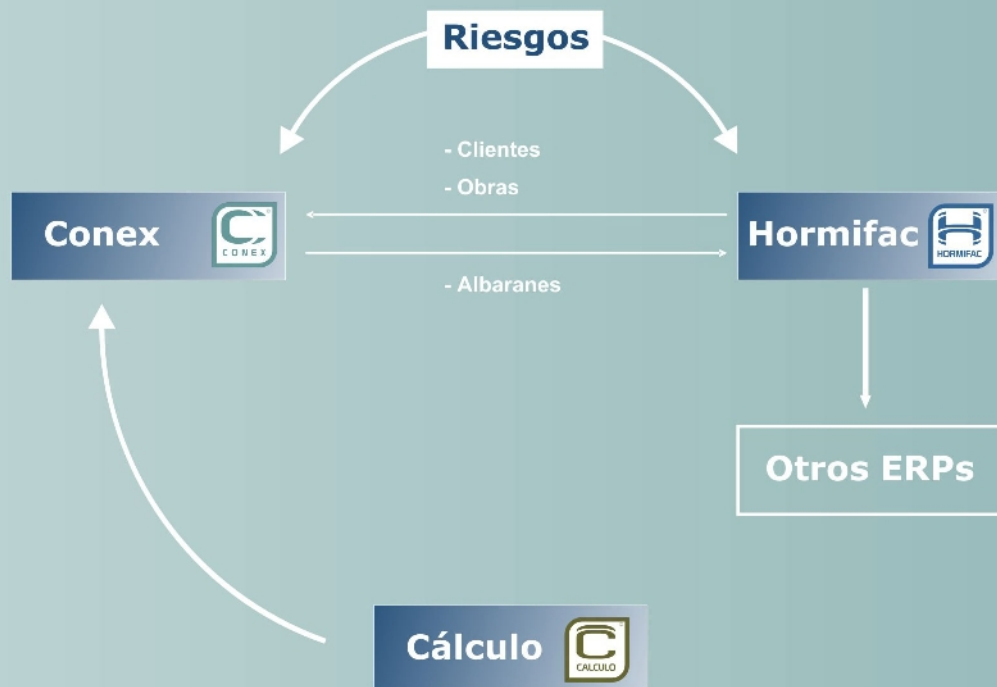 Riesgos
- Clientes
- Obras
Conex
CONEX
Hormifac
HORMIFAC
- Albaranes
Otros ERPs
Cálculo
CALCULO